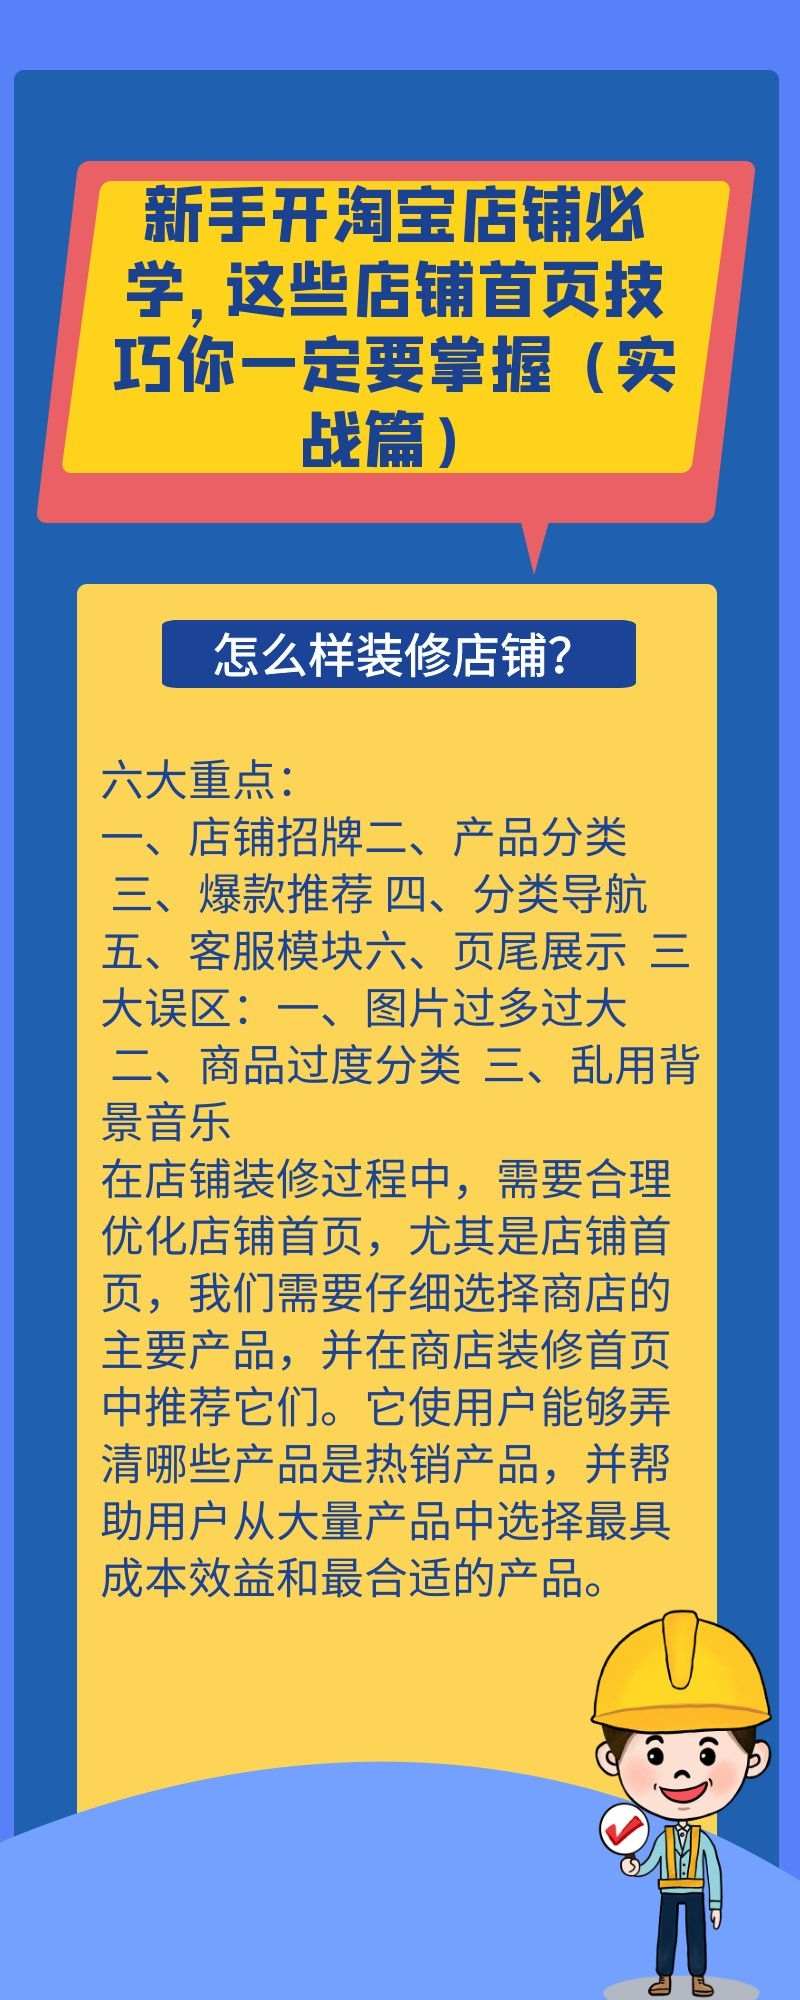 新手开淘宝店铺必
学,这些店铺首页技
巧你一定要掌握（实
战篇）
怎么样装修店铺？
六大重点：
一、店铺招牌二、产品分类
三、爆款推荐 四、分类导航
五、客服模块六、页尾展示 三
大误区：一、图片过多过大
二、商品过度分类 三、乱用背
景音乐
在店铺装修过程中，需要合理
优化店铺首页，尤其是店铺首
页，我们需要仔细选择商店的
主要产品，并在商店装修首页
中推荐它们。它使用户能够弄
清哪些产品是热销产品，并帮
助用户从大量产品中选择最具
成本效益和最合适的产品。